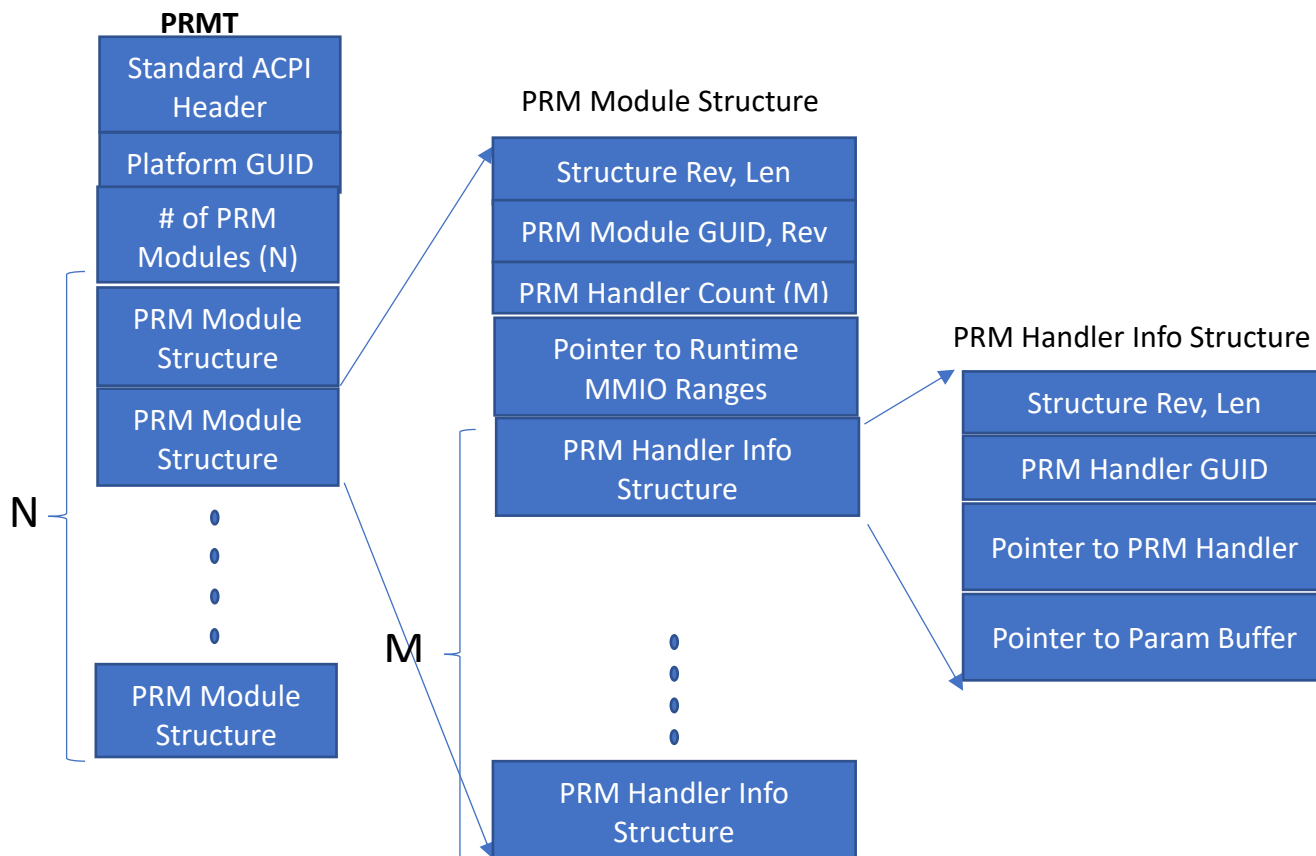 PRMT
Standard ACPI
Header
Platform GUID
# of PRM
Modules (N)
PRM Module
Structure
PRM Module
Structure
PRM Module
Structure
N
PRM Module Structure
Structure Rev, Len
PRM Module GUID, Rev
PRM Handler Count (M)
Pointer to Runtime
MMIO Ranges
PRM Handler Info
Structure
M
PRM Handler Info
Structure
PRM Handler Info Structure
Structure Rev, Len
PRM Handler GUID
Pointer to PRM Handler
Pointer to Param Buffer